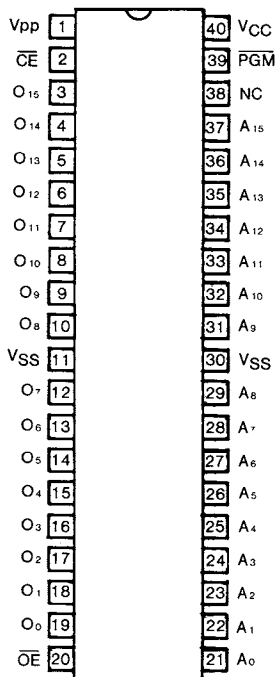 Vpp 1 40 VCC
CE 2 39 PGM
O15 3 38 NC
O14 4 37 A15
O13 5 36 A14
O12 6 35 A13
O11 7 34 A12
O10 8 33 A11
O9 9 32 A10
O8 10 31 A9
VSS 11 30 VSS
O7 12 29 A8
O6 13 28 A7
O5 14 27 A6
O4 15 26 A5
O3 16 25 A4
O2 17 24 A3
O1 18 23 A2
O0 19 22 A1
OE 20 21 A0